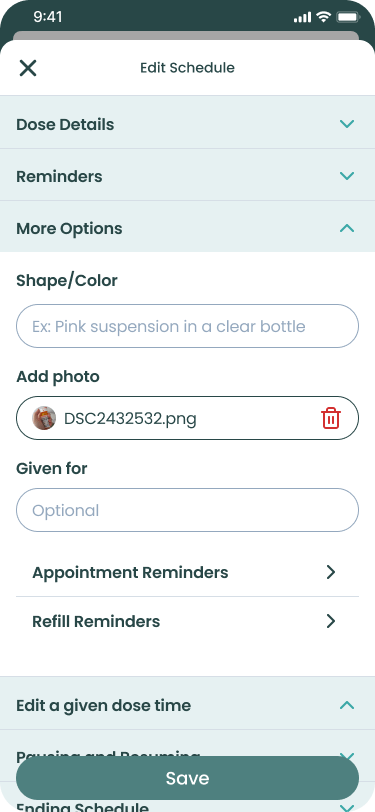 9:41
Edit Schedule
Dose Details
Reminders
More Options
Shape/Color
Ex: Pink suspension in a clear bottle
Add photo
DSC2432532.png
Given for
Optional
Appointment Reminders
Refill Reminders
Edit a given dose time
Pausing and Resuming
Save
Ending Schedule